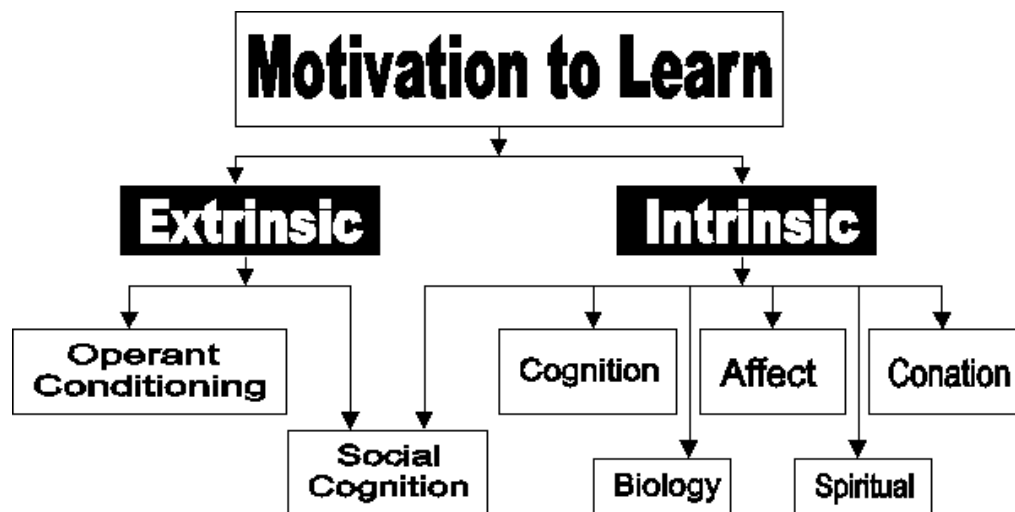 Motivation to Learn
Extrinsic
Intrinsic
Operant
Conditioning
Cognition
Affect
Conation
Social
Cognition
Biology
Spiritual